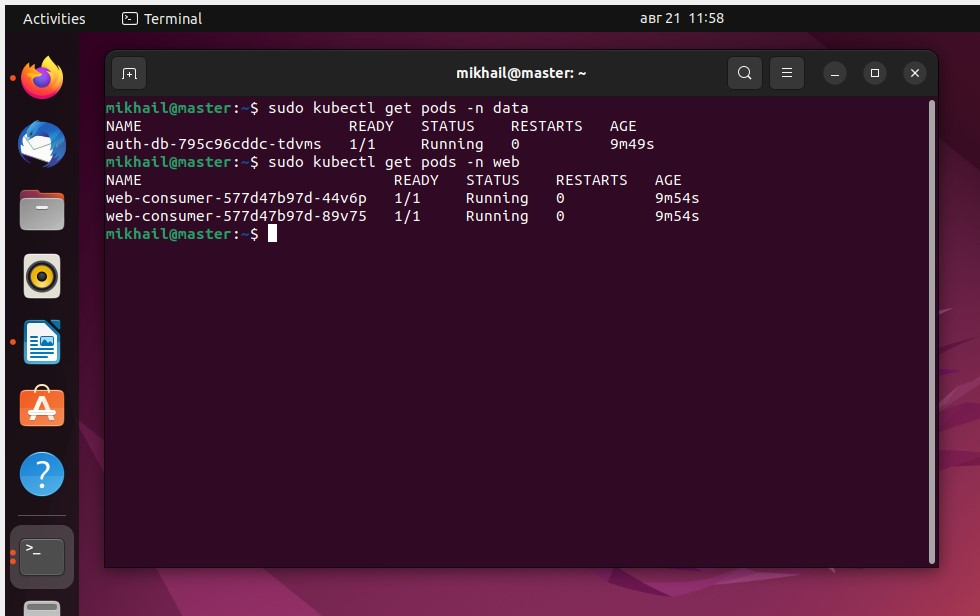 Activities Terminal авг 21 11:58
mikhail@master: ~
mikhail@master:~$ sudo kubectl get pods -n data
NAME READY STATUS RESTARTS AGE
auth-db-795c96cddc-tdvms 1/1 Running 0 9m49s
mikhail@master:~$ sudo kubectl get pods -n web
NAME READY STATUS RESTARTS AGE
web-consumer-577d47b97d-44v6p 1/1 Running 0 9m54s
web-consumer-577d47b97d-89v75 1/1 Running 0 9m54s
mikhail@master:~$